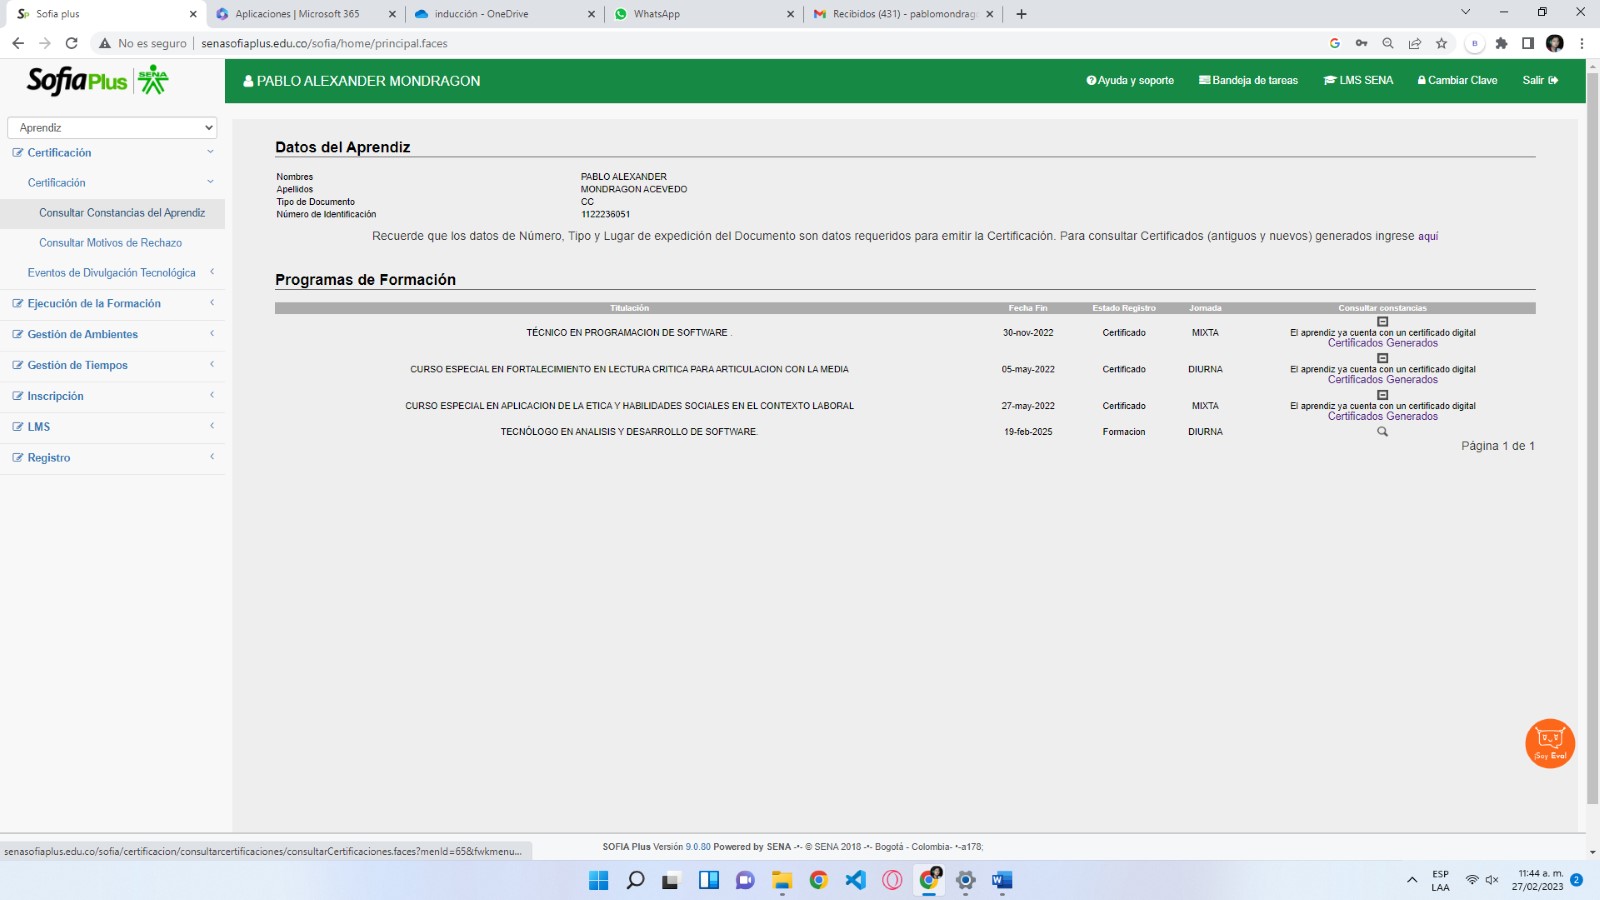 Sofia plus
Aplicaciones | Microsoft 365
inducción - OneDrive
WhatsApp
Recibidos (431) - pablomondrag
No es seguro
senasofiaplus.edu.co/sofia/home/principal.faces
SofiaPlus SENA
PABLO ALEXANDER MONDRAGON
Ayuda y soporte
Bandeja de tareas
LMS SENA
Cambiar Clave
Salir
Aprendiz
Certificación
Certificación
Consultar Constancias del Aprendiz
Consultar Motivos de Rechazo
Eventos de Divulgación Tecnológica
Ejecución de la Formación
Gestión de Ambientes
Gestión de Tiempos
Inscripción
LMS
Registro
Datos del Aprendiz
Nombres PABLO ALEXANDER
Apellidos MONDRAGON ACEVEDO
Tipo de Documento CC
Número de Identificación 1122236051
Recuerde que los datos de Número, Tipo y Lugar de expedición del Documento son datos requeridos para emitir la Certificación. Para consultar Certificados (antiguos y nuevos) generados ingrese aquí
Programas de Formación
Titulación Fecha Fin Estado Registro Jornada Consultar constancias
TÉCNICO EN PROGRAMACION DE SOFTWARE . 30-nov-2022 Certificado MIXTA El aprendiz ya cuenta con un certificado digital
Certificados Generados
CURSO ESPECIAL EN FORTALECIMIENTO EN LECTURA CRITICA PARA ARTICULACION CON LA MEDIA 05-may-2022 Certificado DIURNA El aprendiz ya cuenta con un certificado digital
Certificados Generados
CURSO ESPECIAL EN APLICACION DE LA ETICA Y HABILIDADES SOCIALES EN EL CONTEXTO LABORAL 27-may-2022 Certificado MIXTA El aprendiz ya cuenta con un certificado digital
Certificados Generados
TECNÓLOGO EN ANALISIS Y DESARROLLO DE SOFTWARE. 19-feb-2025 Formacion DIURNA
Página 1 de 1
¡Soy Eva!
SOFIA Plus Versión 9.0.80 Powered by SENA -•- © SENA 2018 -•- Bogotá - Colombia- •-a178;
senasofiaplus.edu.co/sofia/certificacion/consultarcertificaciones/consultarCertificaciones.faces?menId=65&fwkmenu...
ESP
LAA
11:44 a. m.
27/02/2023
2